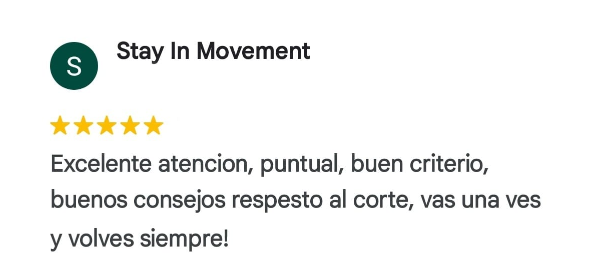 Stay In Movement
S
Excelente atencion, puntual, buen criterio,
buenos consejos respesto al corte, vas una ves
y volves siempre!